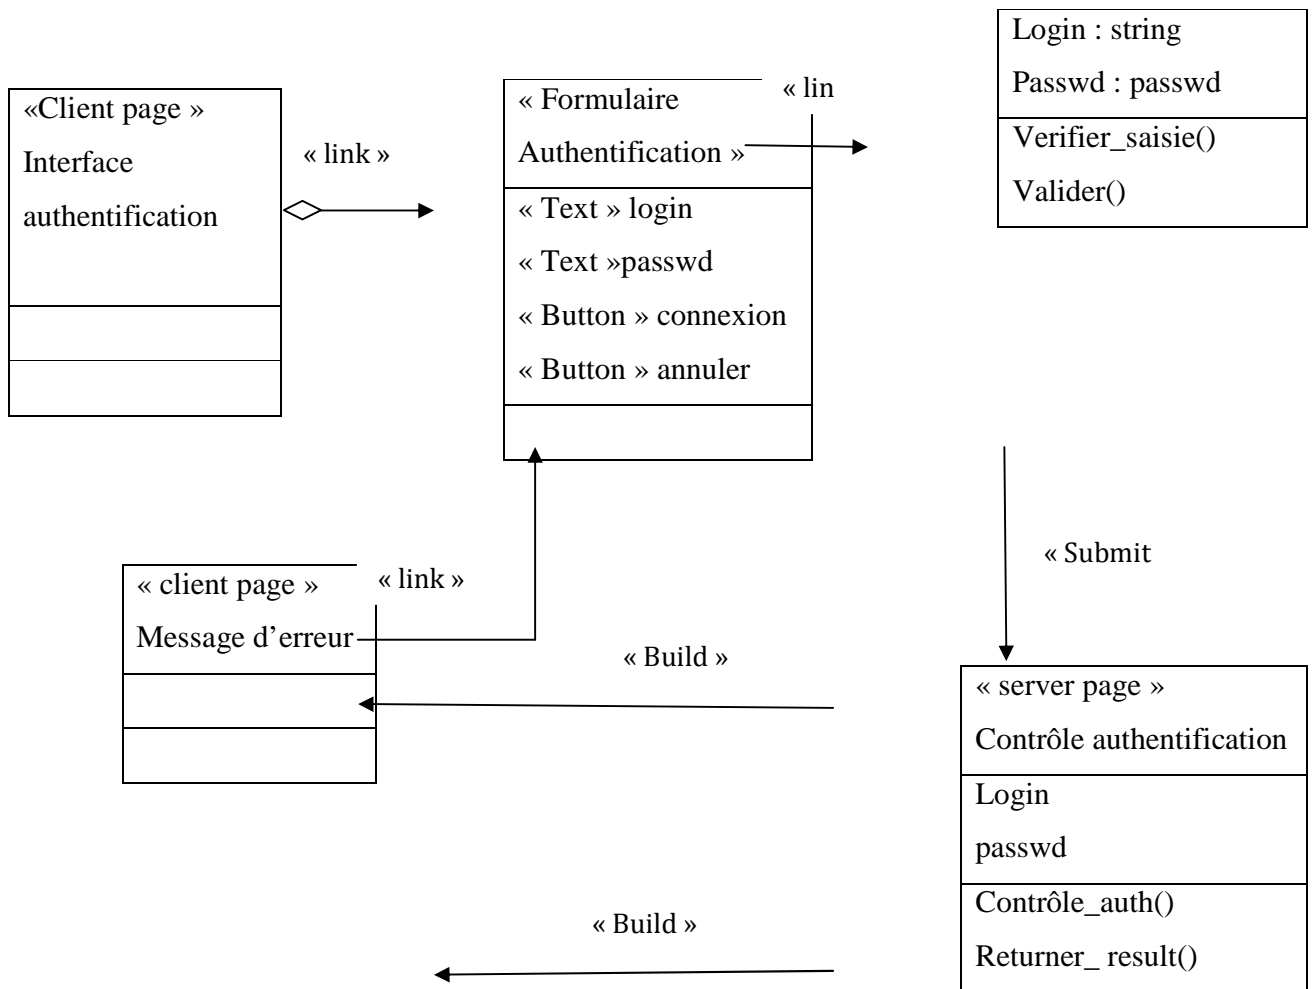 Login : string
Passwd : passwd
Verifier_saisie()
Valider()
«Client page »
Interface
authentification
« link »
« Formulaire
Authentification »
« lin
« Text » login
« Text »passwd
« Button » connexion
« Button » annuler
« Submit
« client page »
Message d’erreur
« link »
« Build »
« server page »
Contrôle authentification
Login
passwd
Contrôle_auth()
Returner_ result()
« Build »